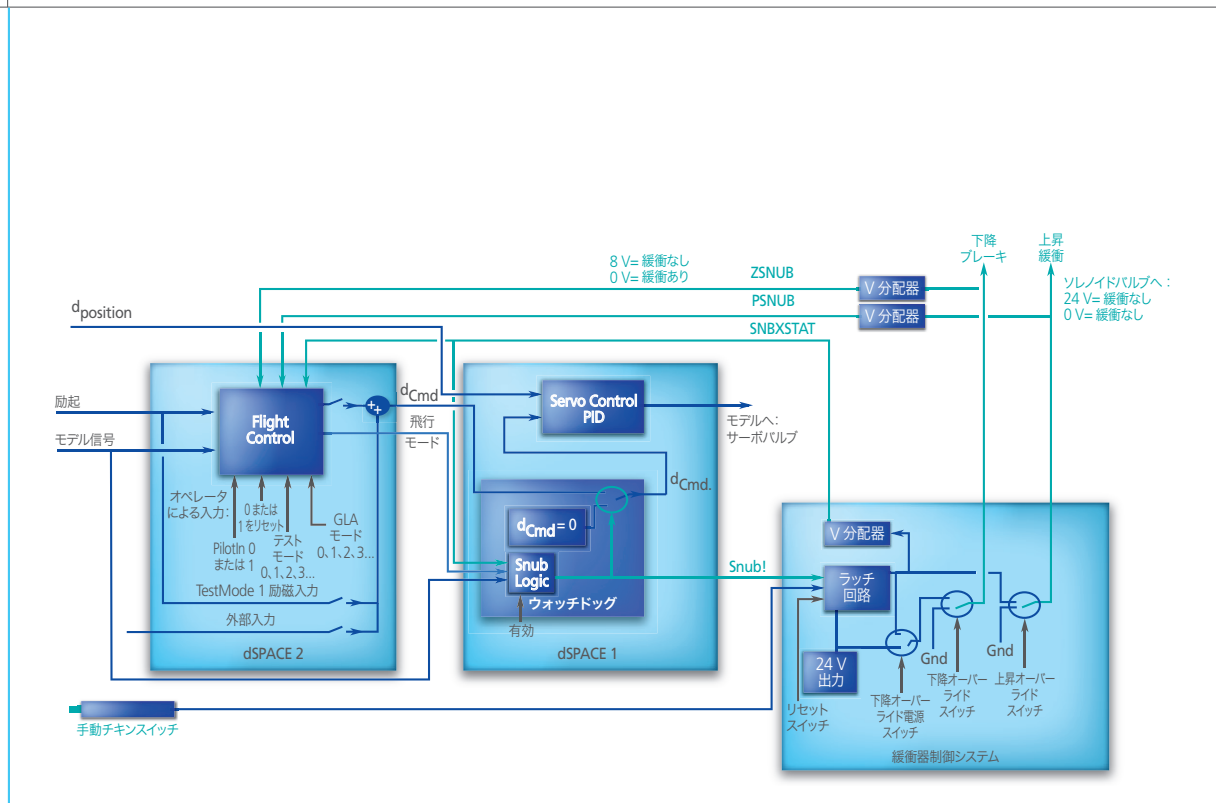 下降
ブレーキ
上昇
緩衝
8 V= 緩衝なし
0 V= 緩衝あり
ZSNUB
V 分配器
ソレノイドバルブへ：
24 V= 緩衝なし
0 V= 緩衝なし
PSNUB
V 分配器
dposition
SNBXSTAT
励起
モデル信号
Flight
Control
++
dCmd
飛行
モード
Servo Control
PID
モデルへ：
サーボバルブ
dCmd.
オペレータ
による入力：
PilotIn 0
または 1
0 または
1 をリセット
テスト
モード
0、1、2、3...
GLA
モード
0、1、2、3...
TestMode 1 励磁入力
外部入力
dSPACE 2
dCmd= 0
Snub
Logic
ウォッチドッグ
有効
dSPACE 1
Snub!
V 分配器
ラッチ
回路
24 V
出力
Gnd
Gnd
リセット
スイッチ
下降オーバー
ライド電源
スイッチ
下降オーバー
ライド
スイッチ
上昇オーバー
ライド
スイッチ
緩衝器制御システム
手動チキンスイッチ